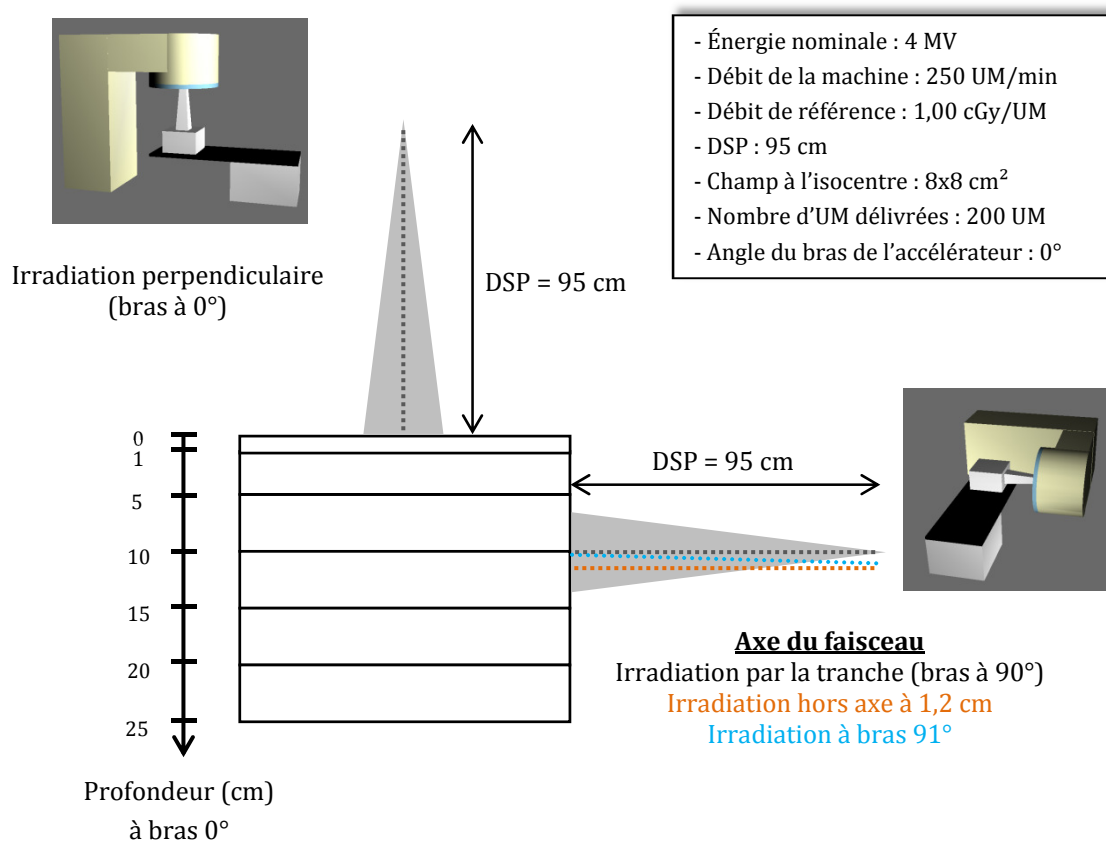 - Énergie nominale : 4 MV
- Débit de la machine : 250 UM/min
- Débit de référence : 1,00 cGy/UM
- DSP : 95 cm
- Champ à l’isocentre : 8x8 cm²
- Nombre d’UM délivrées : 200 UM
- Angle du bras de l’accélérateur : 0°
Irradiation perpendiculaire
(bras à 0°)
DSP = 95 cm
0
1
5
10
15
20
25
DSP = 95 cm
Axe du faisceau
Irradiation par la tranche (bras à 90°)
Irradiation hors axe à 1,2 cm
Irradiation à bras 91°
Profondeur (cm)
à bras 0°